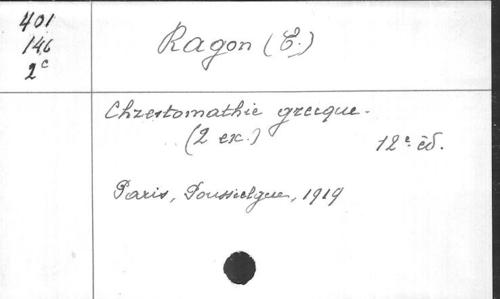 401
146
2c
Ragon (E.)
Chrestomathie grecque.
(2 ex.)
12e éd.
Paris, Poussielgue, 1919